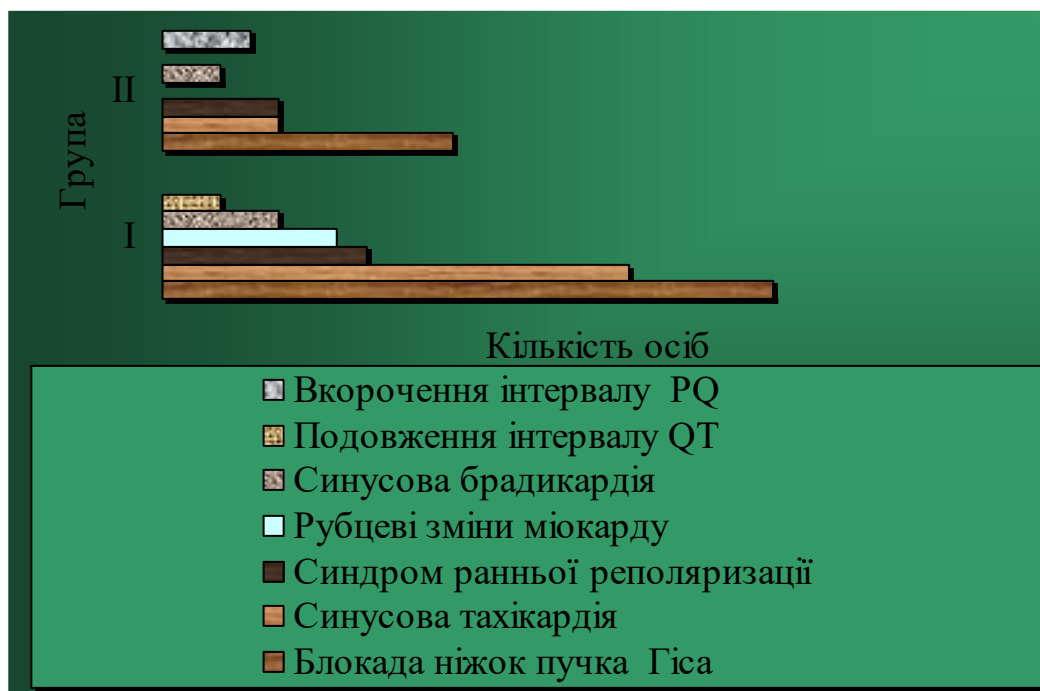 II
Група
I
Кількість осіб
Вкорочення інтервалу PQ
Подовження інтервалу QT
Синусова брадикардія
Рубцеві зміни міокарду
Синдром ранньої реполяризації
Синусова тахікардія
Блокада ніжок пучка Гіса